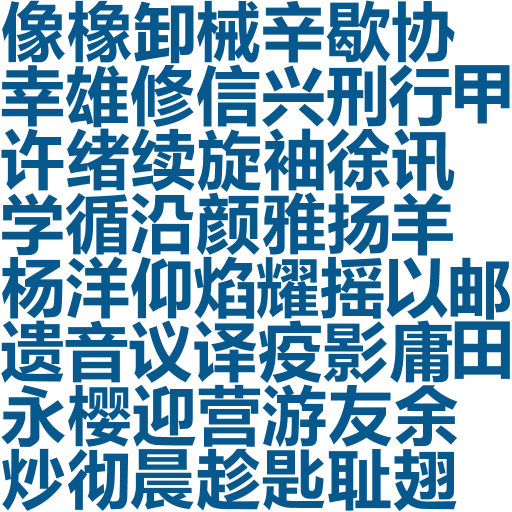 像橡卸械辛歇协
幸雄修信兴刑行甲
许绪续旋袖徐讯
学循沿颜雅扬羊
杨洋仰焰耀摇以邮
遗音议译疫影庸田
永樱迎营游友余
炒彻晨趁匙耻翅